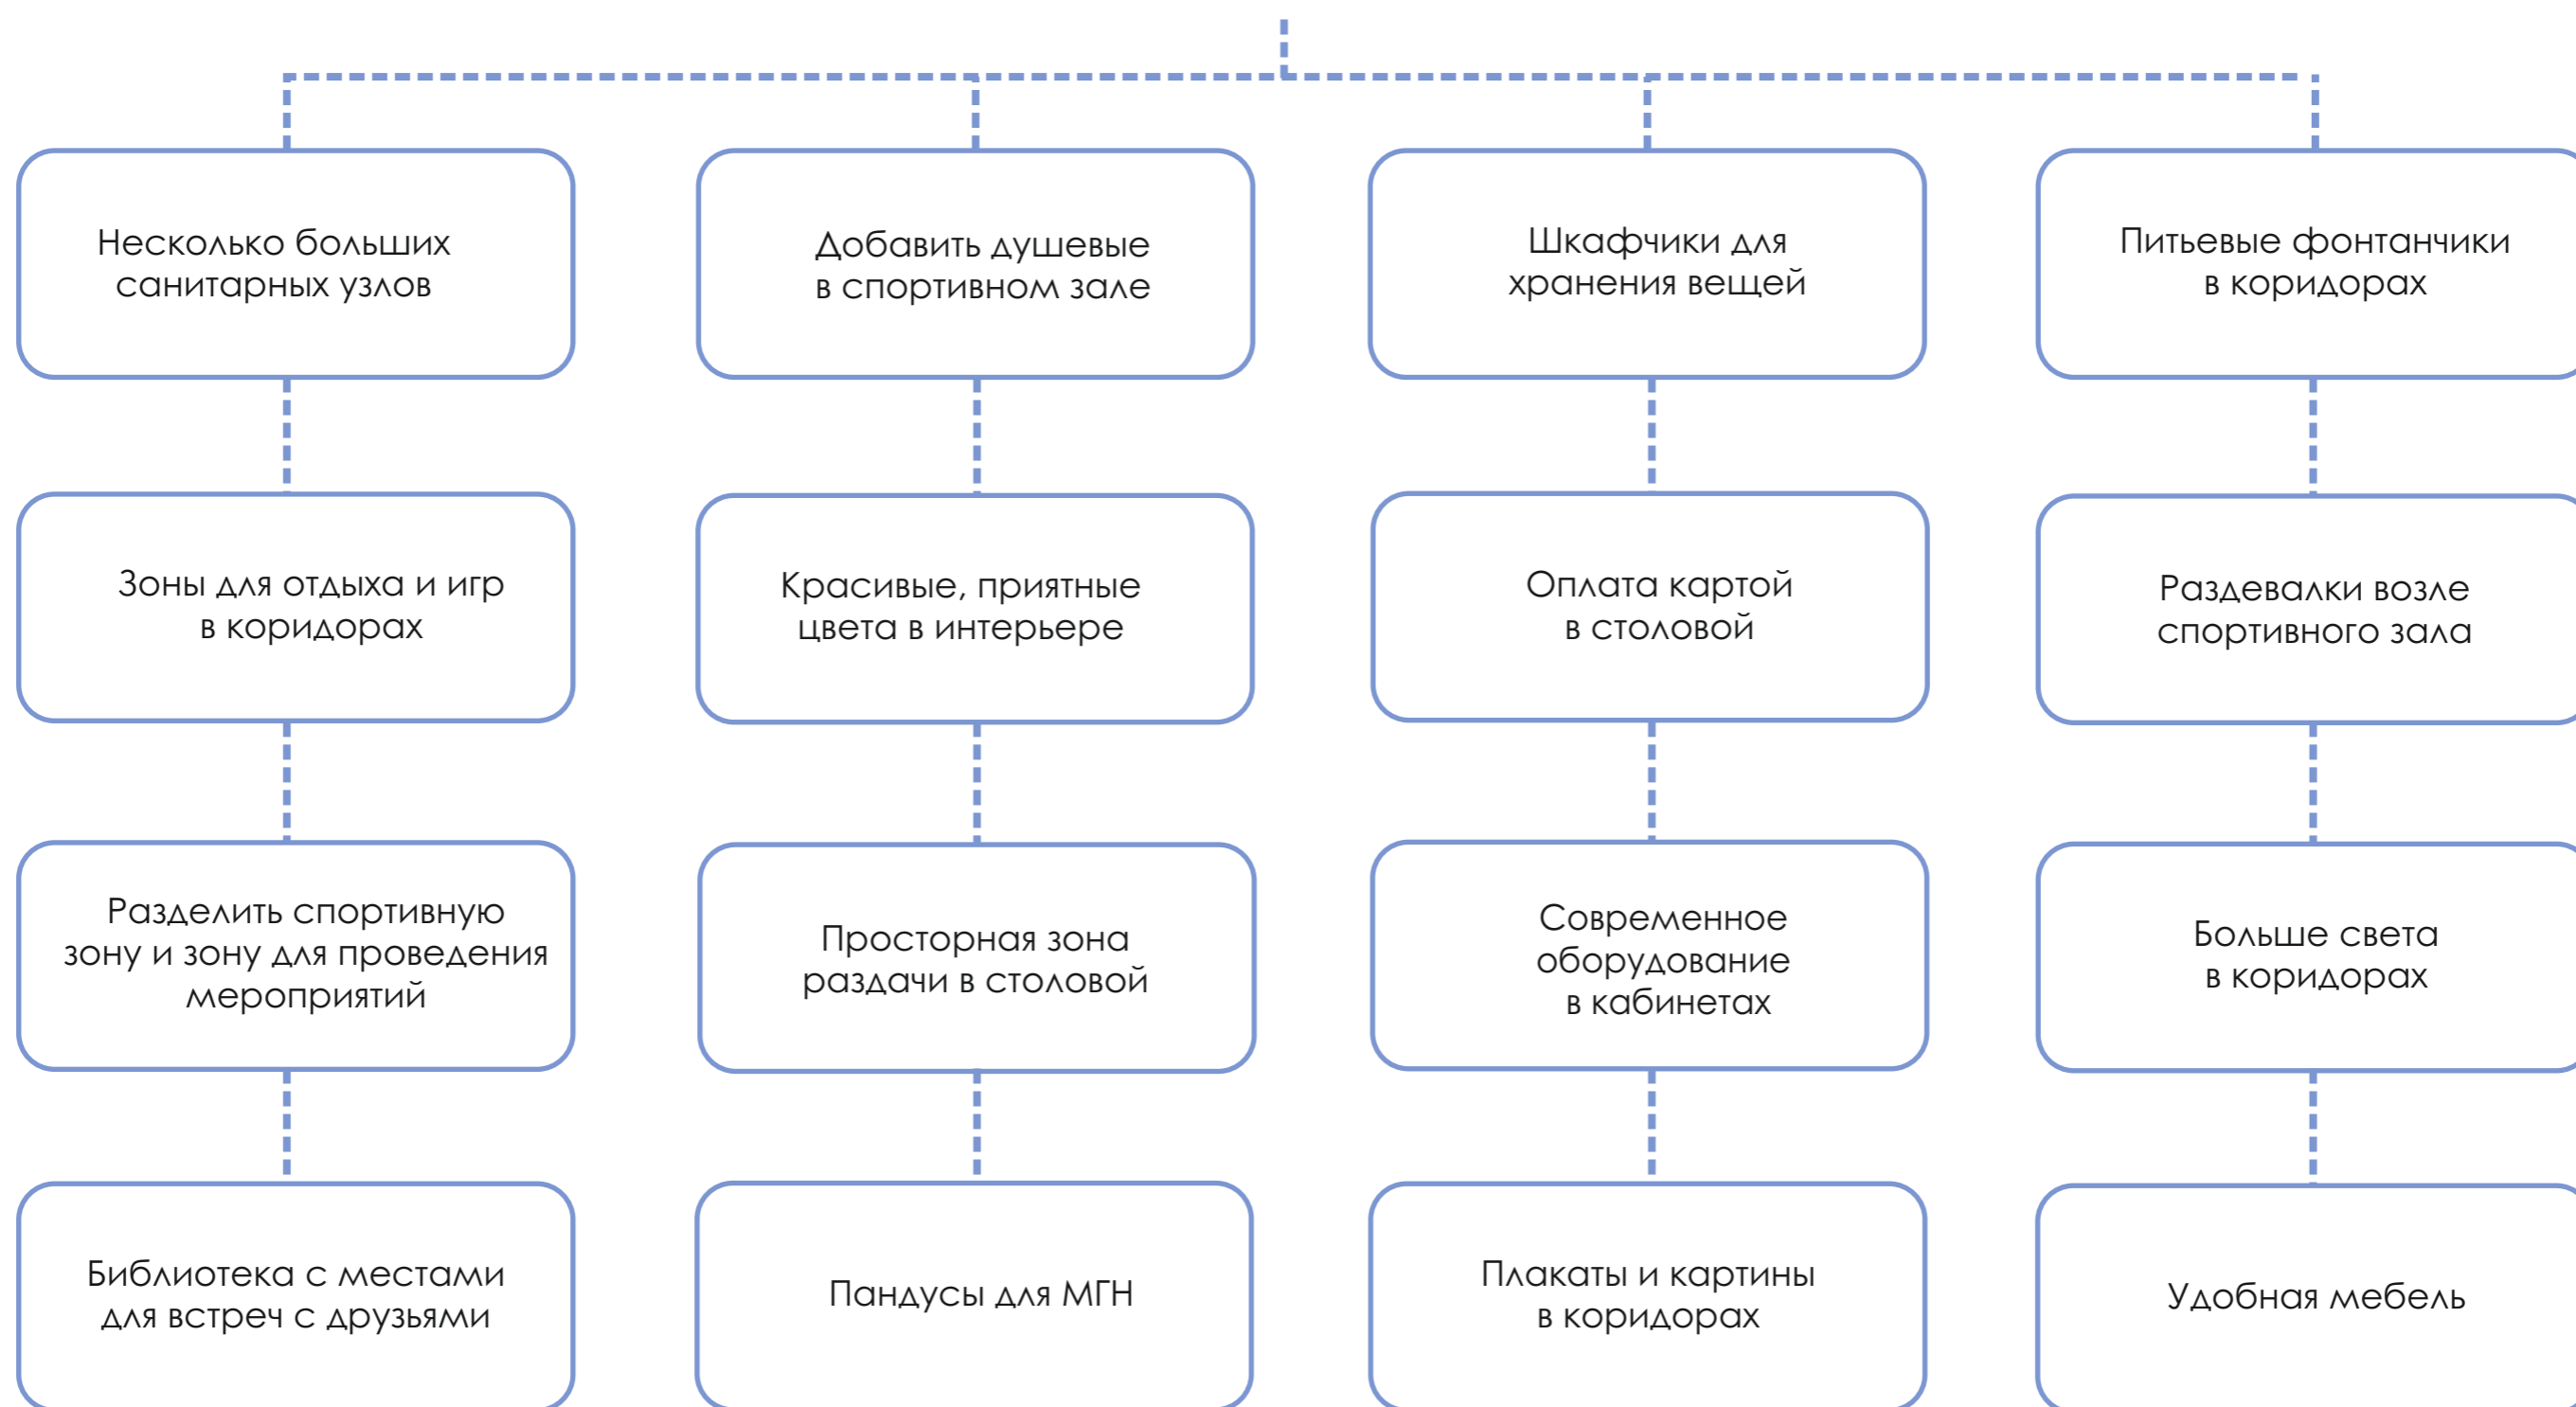 Несколько больших
санитарных узлов
Добавить душевые
в спортивном зале
Шкафчики для
хранения вещей
Питьевые фонтанчики
в коридорах
Зоны для отдыха и игр
в коридорах
Красивые, приятные
цвета в интерьере
Оплата картой
в столовой
Раздевалки возле
спортивного зала
Разделить спортивную
зону и зону для проведения
мероприятий
Просторная зона
раздачи в столовой
Современное
оборудование
в кабинетах
Больше света
в коридорах
Библиотека с местами
для встреч с друзьями
Пандусы для МГН
Плакаты и картины
в коридорах
Удобная мебель